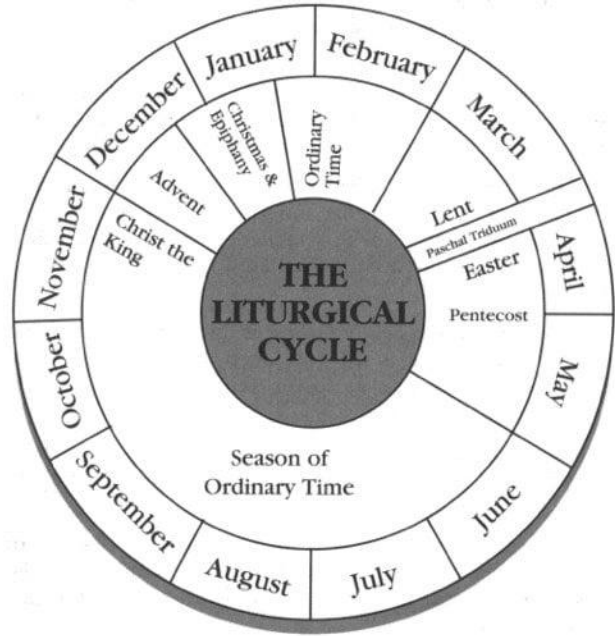 January
February
March
April
May
June
July
August
September
October
November
December
Christmas &
Epiphany
Ordinary
Time
Lent
Paschal Triduum
Easter
Pentecost
Season of
Ordinary Time
Christ the
King
Advent
THE
LITURGICAL
CYCLE